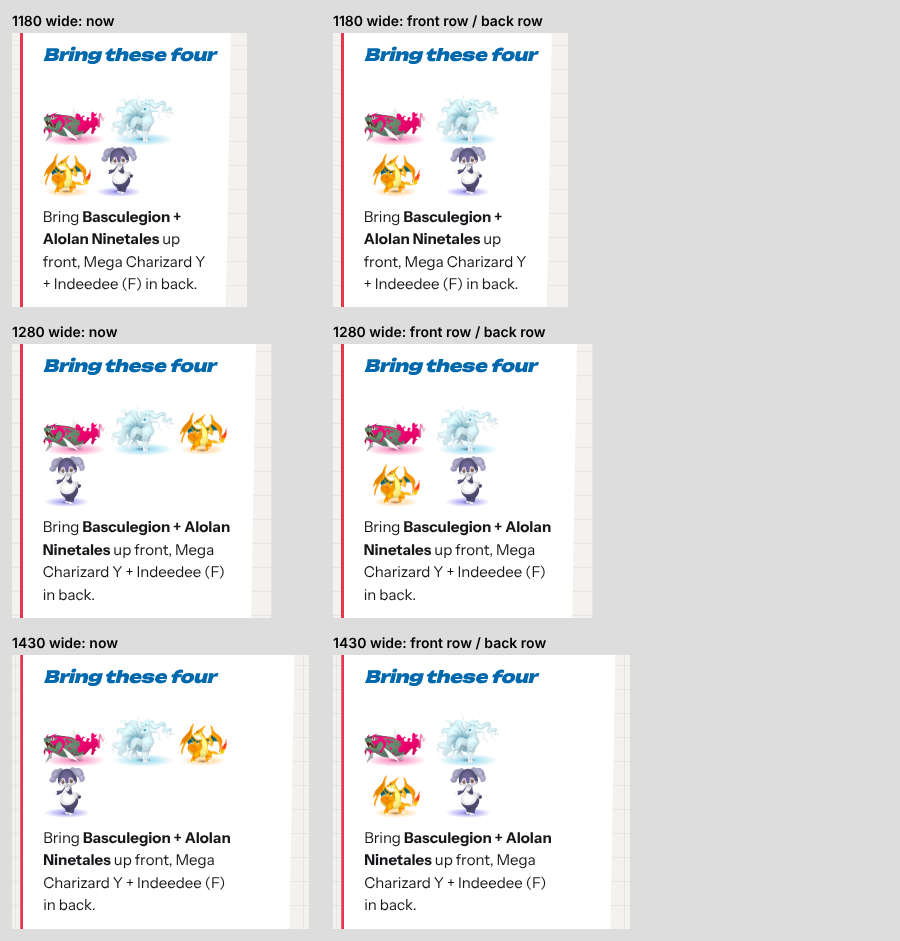 1180 wide: now
1180 wide: front row / back row
Bring these four
Bring these four
Bring Basculegion +
Alolan Ninetales up
front, Mega Charizard Y
+ Indeedee (F) in back.
Bring Basculegion +
Alolan Ninetales up
front, Mega Charizard Y
+ Indeedee (F) in back.
1280 wide: now
1280 wide: front row / back row
Bring these four
Bring these four
Bring Basculegion + Alolan
Ninetales up front, Mega
Charizard Y + Indeedee (F)
in back.
Bring Basculegion + Alolan
Ninetales up front, Mega
Charizard Y + Indeedee (F)
in back.
1430 wide: now
1430 wide: front row / back row
Bring these four
Bring these four
Bring Basculegion + Alolan
Ninetales up front, Mega
Charizard Y + Indeedee (F)
in back.
Bring Basculegion + Alolan
Ninetales up front, Mega
Charizard Y + Indeedee (F)
in back.